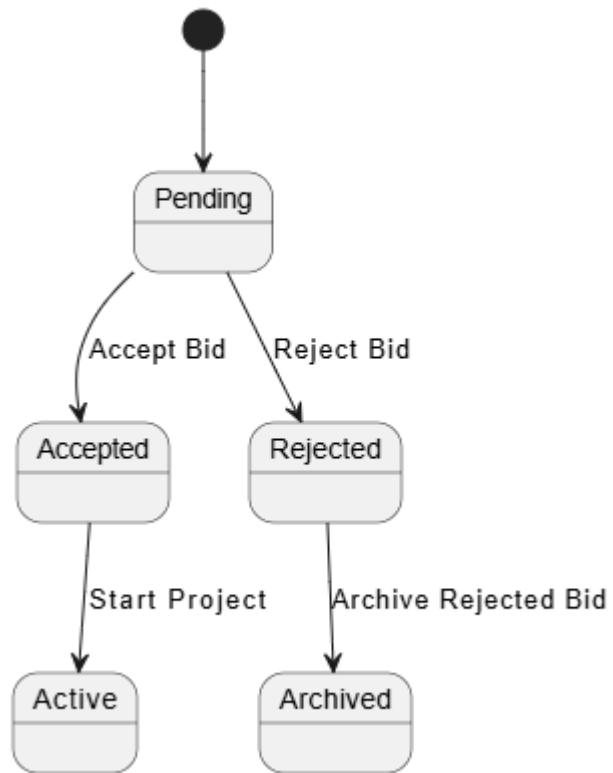 Pending
Accept Bid
Reject Bid
Accepted
Rejected
Start Project
Archive Rejected Bid
Active
Archived